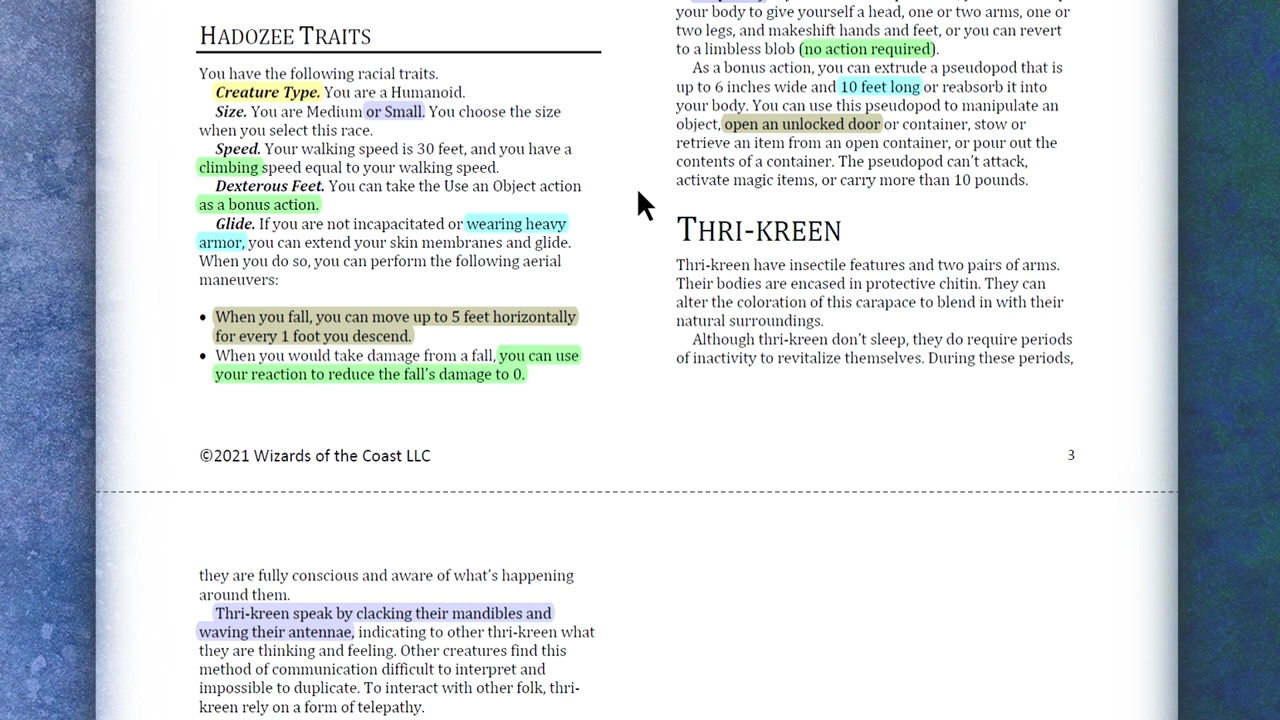 HADOZEE TRAITS
You have the following racial traits.
Creature Type. You are a Humanoid.
Size. You are Medium or Small. You choose the size
when you select this race.
Speed. Your walking speed is 30 feet, and you have a
climbing speed equal to your walking speed.
Dexterous Feet. You can take the Use an Object action
as a bonus action.
Glide. If you are not incapacitated or wearing heavy
armor, you can extend your skin membranes and glide.
When you do so, you can perform the following aerial
maneuvers:
• When you fall, you can move up to 5 feet horizontally
for every 1 foot you descend.
• When you would take damage from a fall, you can use
your reaction to reduce the fall's damage to 0.
your body to give yourself a head, one or two arms, one or
two legs, and makeshift hands and feet, or you can revert
to a limbless blob (no action required).
As a bonus action, you can extrude a pseudopod that is
up to 6 inches wide and 10 feet long or reabsorb it into
your body. You can use this pseudopod to manipulate an
object, open an unlocked door or container, stow or
retrieve an item from an open container, or pour out the
contents of a container. The pseudopod can't attack,
activate magic items, or carry more than 10 pounds.
THRI-KREEN
Thri-kreen have insectile features and two pairs of arms.
Their bodies are encased in protective chitin. They can
alter the coloration of this carapace to blend in with their
natural surroundings.
Although thri-kreen don't sleep, they do require periods
of inactivity to revitalize themselves. During these periods,
©2021 Wizards of the Coast LLC
3
they are fully conscious and aware of what's happening
around them.
Thri-kreen speak by clacking their mandibles and
waving their antennae, indicating to other thri-kreen what
they are thinking and feeling. Other creatures find this
method of communication difficult to interpret and
impossible to duplicate. To interact with other folk, thri-
kreen rely on a form of telepathy.